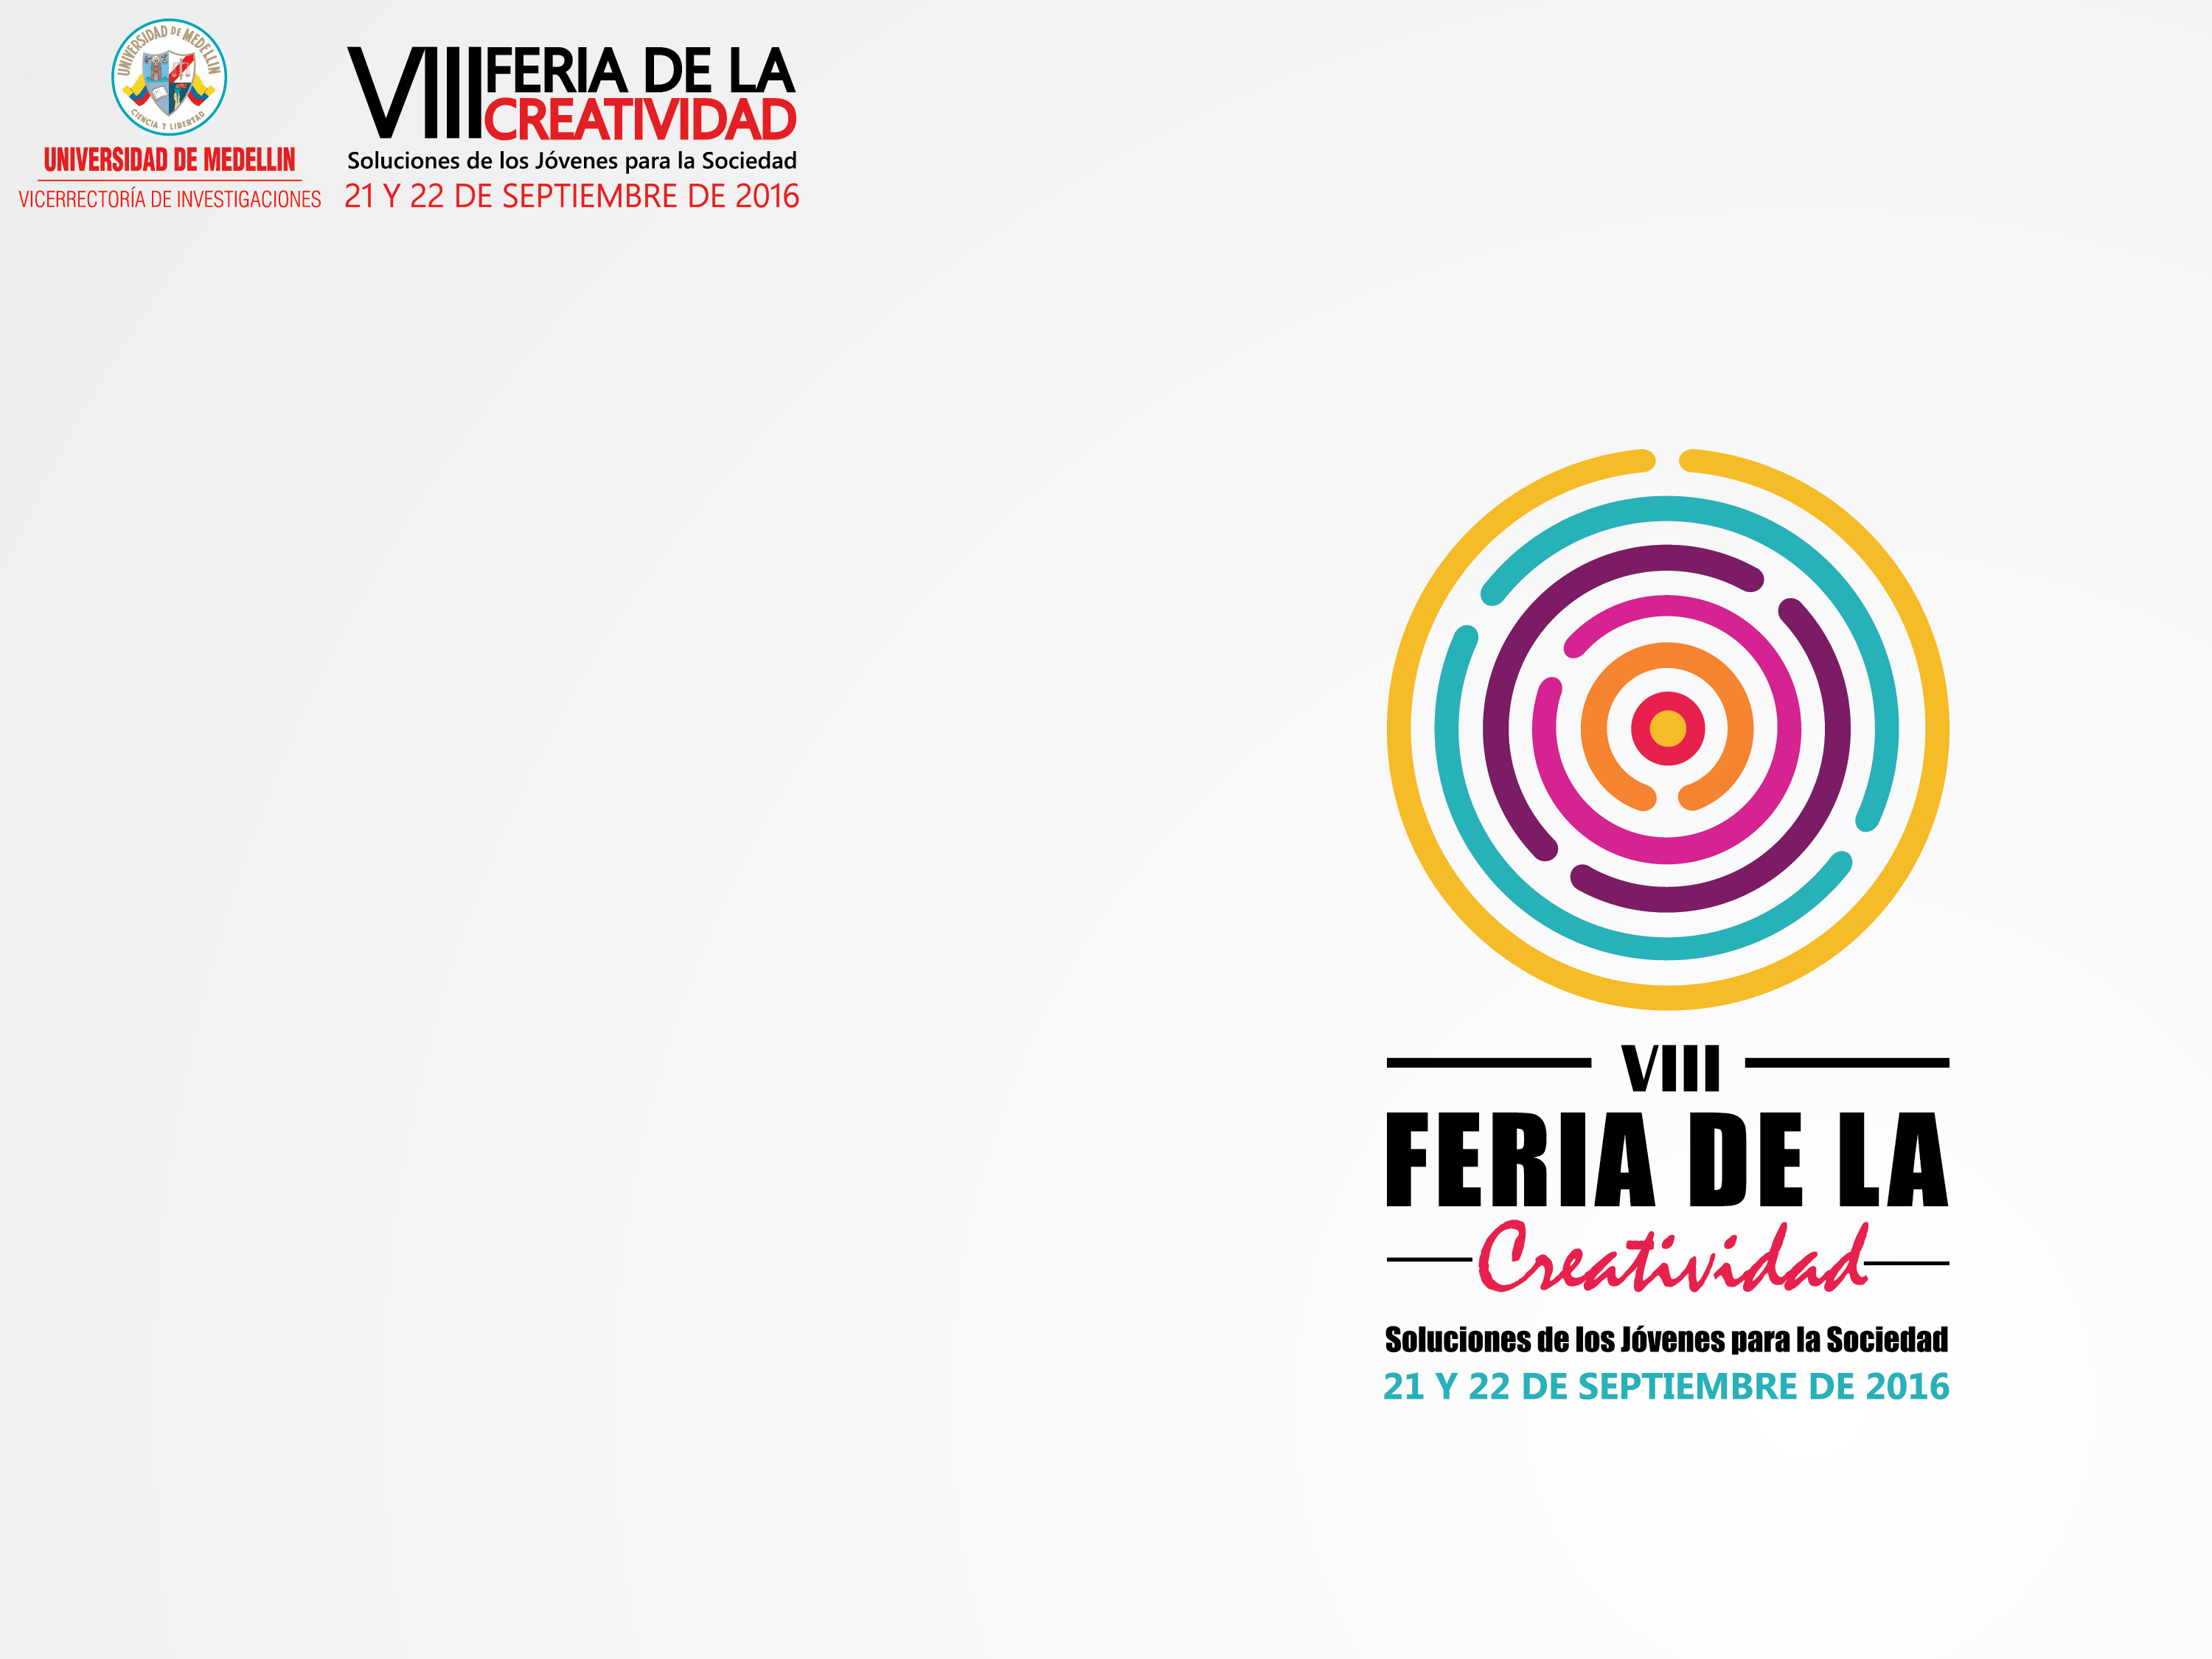 UNIVERSIDAD DE MEDELLIN
CIENCIA Y LIBERTAD
UNIVERSIDAD DE MEDELLIN
VICERRECTORÍA DE INVESTIGACIONES
VIII FERIA DE LA
CREATIVIDAD
Soluciones de los Jóvenes para la Sociedad
21 Y 22 DE SEPTIEMBRE DE 2016
VIII
FERIA DE LA
Creatividad
Soluciones de los Jóvenes para la Sociedad
21 Y 22 DE SEPTIEMBRE DE 2016